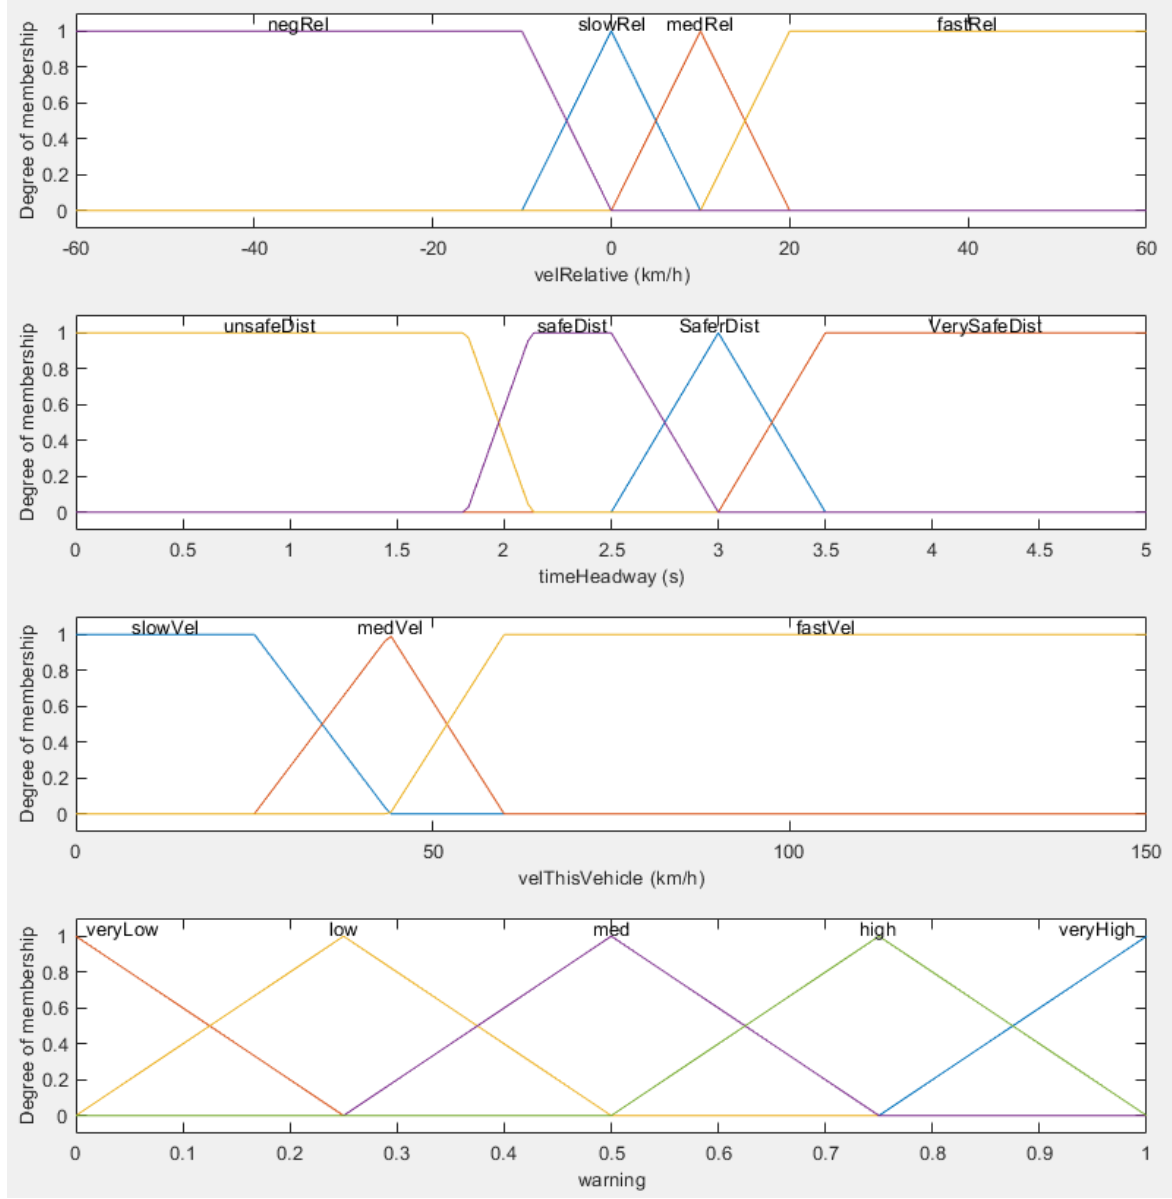 negRel slowRel medRel fastRel
Degree of membership
1
0.8
0.6
0.4
0.2
0
-60 -40 -20 0 20 40 60
velRelative (km/h)
unsafeDist safeDist SaferDist VerySafeDist
Degree of membership
1
0.8
0.6
0.4
0.2
0
0 0.5 1 1.5 2 2.5 3 3.5 4 4.5 5
timeHeadway (s)
slowVel medVel fastVel
Degree of membership
1
0.8
0.6
0.4
0.2
0
0 50 100 150
velThisVehicle (km/h)
veryLow low med high veryHigh
Degree of membership
1
0.8
0.6
0.4
0.2
0
0 0.1 0.2 0.3 0.4 0.5 0.6 0.7 0.8 0.9 1
warning